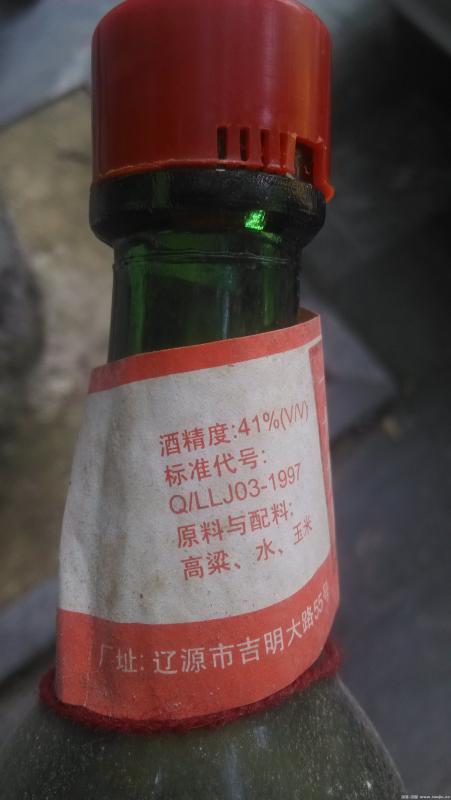 酒精度:41%(V/V)
标准代号:
Q/LLJ03-1997
原料与配料:
高粱、水、玉米
厂址: 辽源市吉明大路55号